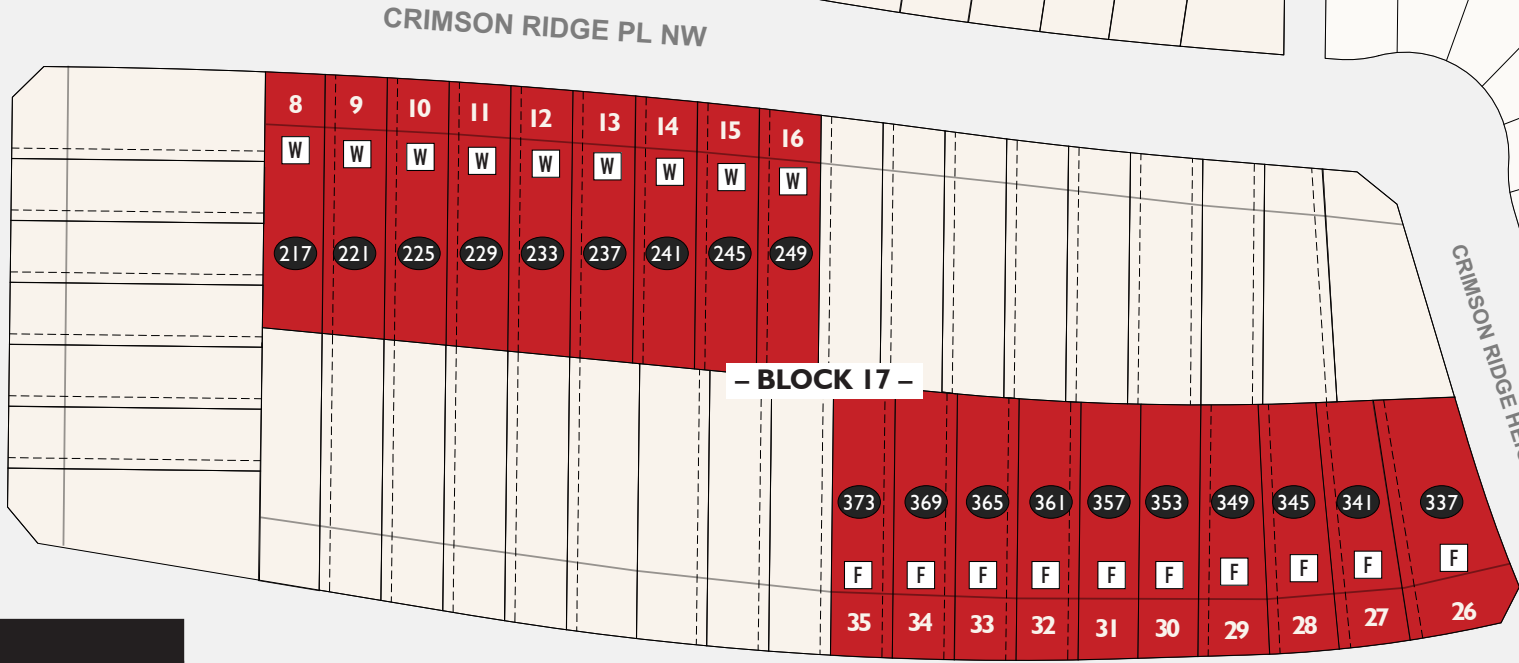 CRIMSON RIDGE PL NW
8 9 10 11 12 13 14 15 16
W W W W W W W W W
217 221 225 229 233 237 241 245 249
– BLOCK 17 –
CRIMSON RIDGE
373 369 365 361 357 353 349 345 341 337
F F F F F F F F F F
35 34 33 32 31 30 29 28 27 26